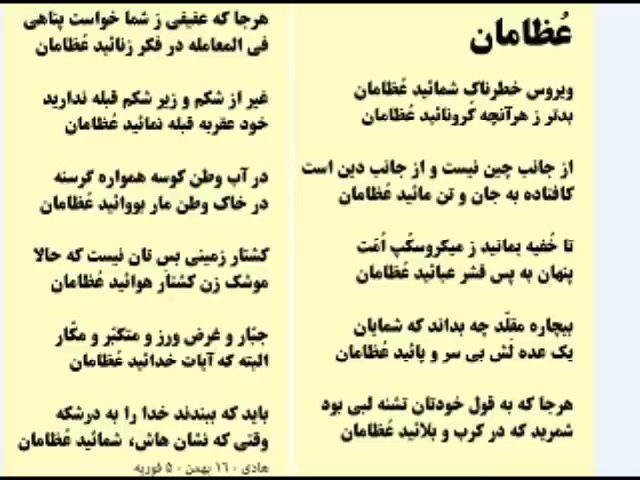 عُظامان
ویروس خطرناکِ شمائید عُظامان
بدتر ز هرآنچه کُرونائید عُظامان
از جانب چین نیست و از جانب دین است
کافتاده به جان و تن مائید عُظامان
تا خُفیه بمانید ز میکروسکُپ اُمّت
پنهان به پس قشر عبائید عُظامان
بیچاره مقلّد چه بداند که شمایان
یک عده لَش بی سر و پائید عُظامان
هرجا که به قول خودتان تشنه لبی بود
شمرید که در کرب و بلائید عُظامان
هرجا که عفیفی ز شما خواست پناهی
فی المعامله در فکر زنائید عُظامان
غیر از شکم و زیر شکم قبله ندارید
خود عقربه قبله نمائید عُظامان
در آب وطن کوسه همواره گرسنه
در خاک وطن مار بووائید عُظامان
کشتار زمینی بس تان نیست که حالا
موشک زن کشتار هوائید عُظامان
جبّار و غرض ورز و متکبّر و مکّار
البته که آیات خدائید عُظامان
باید که ببندند خدا را به درشکه
وقتی که نشان هاش، شمائید عُظامان
هادی - ۱۶ بهمن - ۵ فوریه